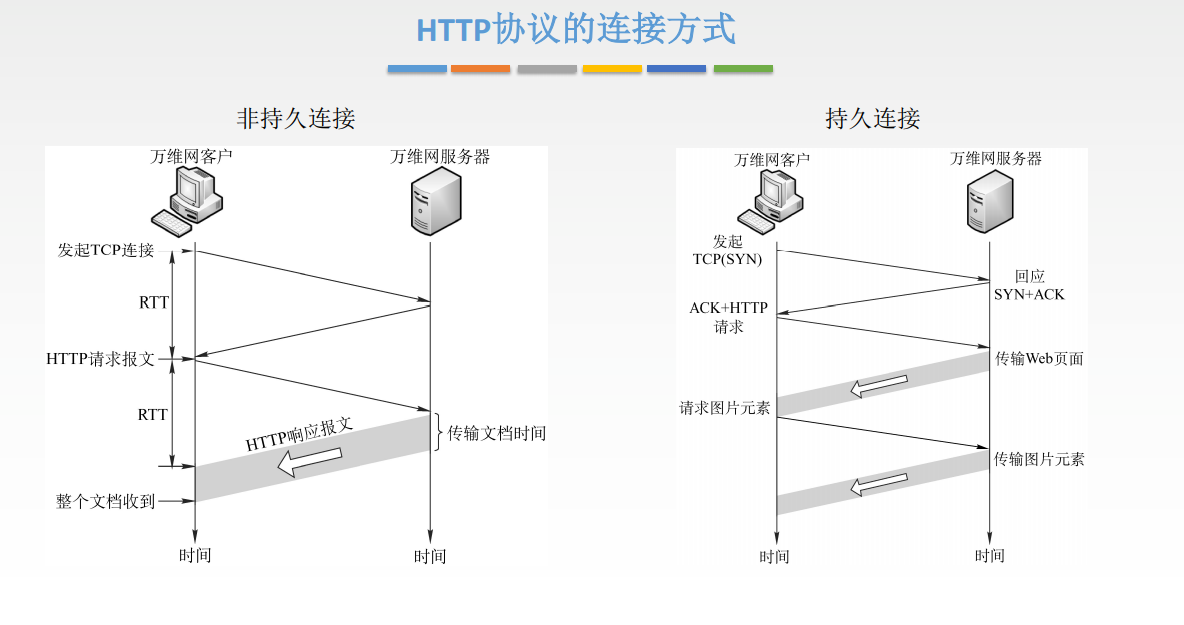 HTTP协议的连接方式
非持久连接
万维网客户
万维网服务器
发起TCP连接
RTT
HTTP请求报文
RTT
HTTP响应报文
传输文档时间
整个文档收到
时间
时间
持久连接
万维网客户
万维网服务器
发起
TCP(SYN)
回应
SYN+ACK
ACK+HTTP
请求
传输Web页面
请求图片元素
传输图片元素
时间
时间